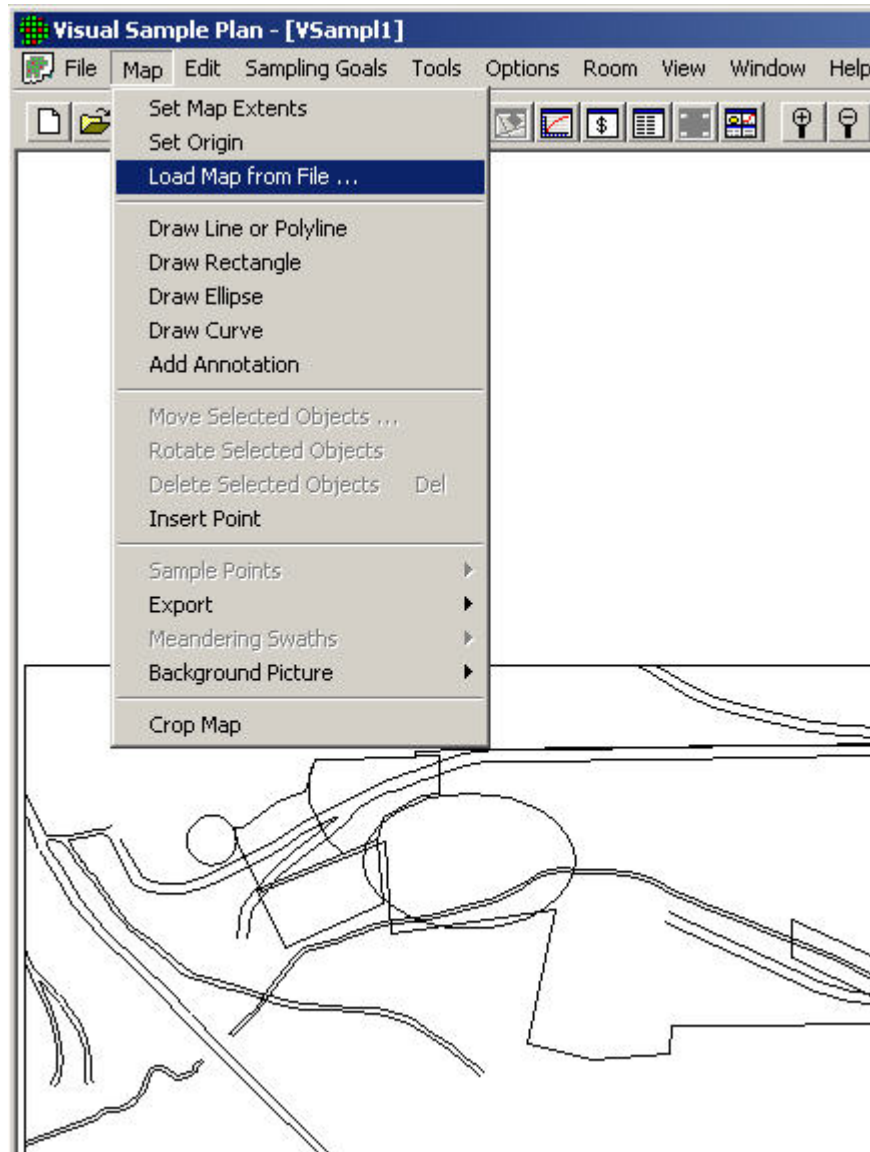 Visual Sample Plan - [VSampl1]
File Map Edit Sampling Goals Tools Options Room View Window Help
$
Set Map Extents
Set Origin
Load Map from File ...
Draw Line or Polyline
Draw Rectangle
Draw Ellipse
Draw Curve
Add Annotation
Move Selected Objects ...
Rotate Selected Objects
Delete Selected Objects Del
Insert Point
Sample Points
Export
Meandering Swaths
Background Picture
Crop Map